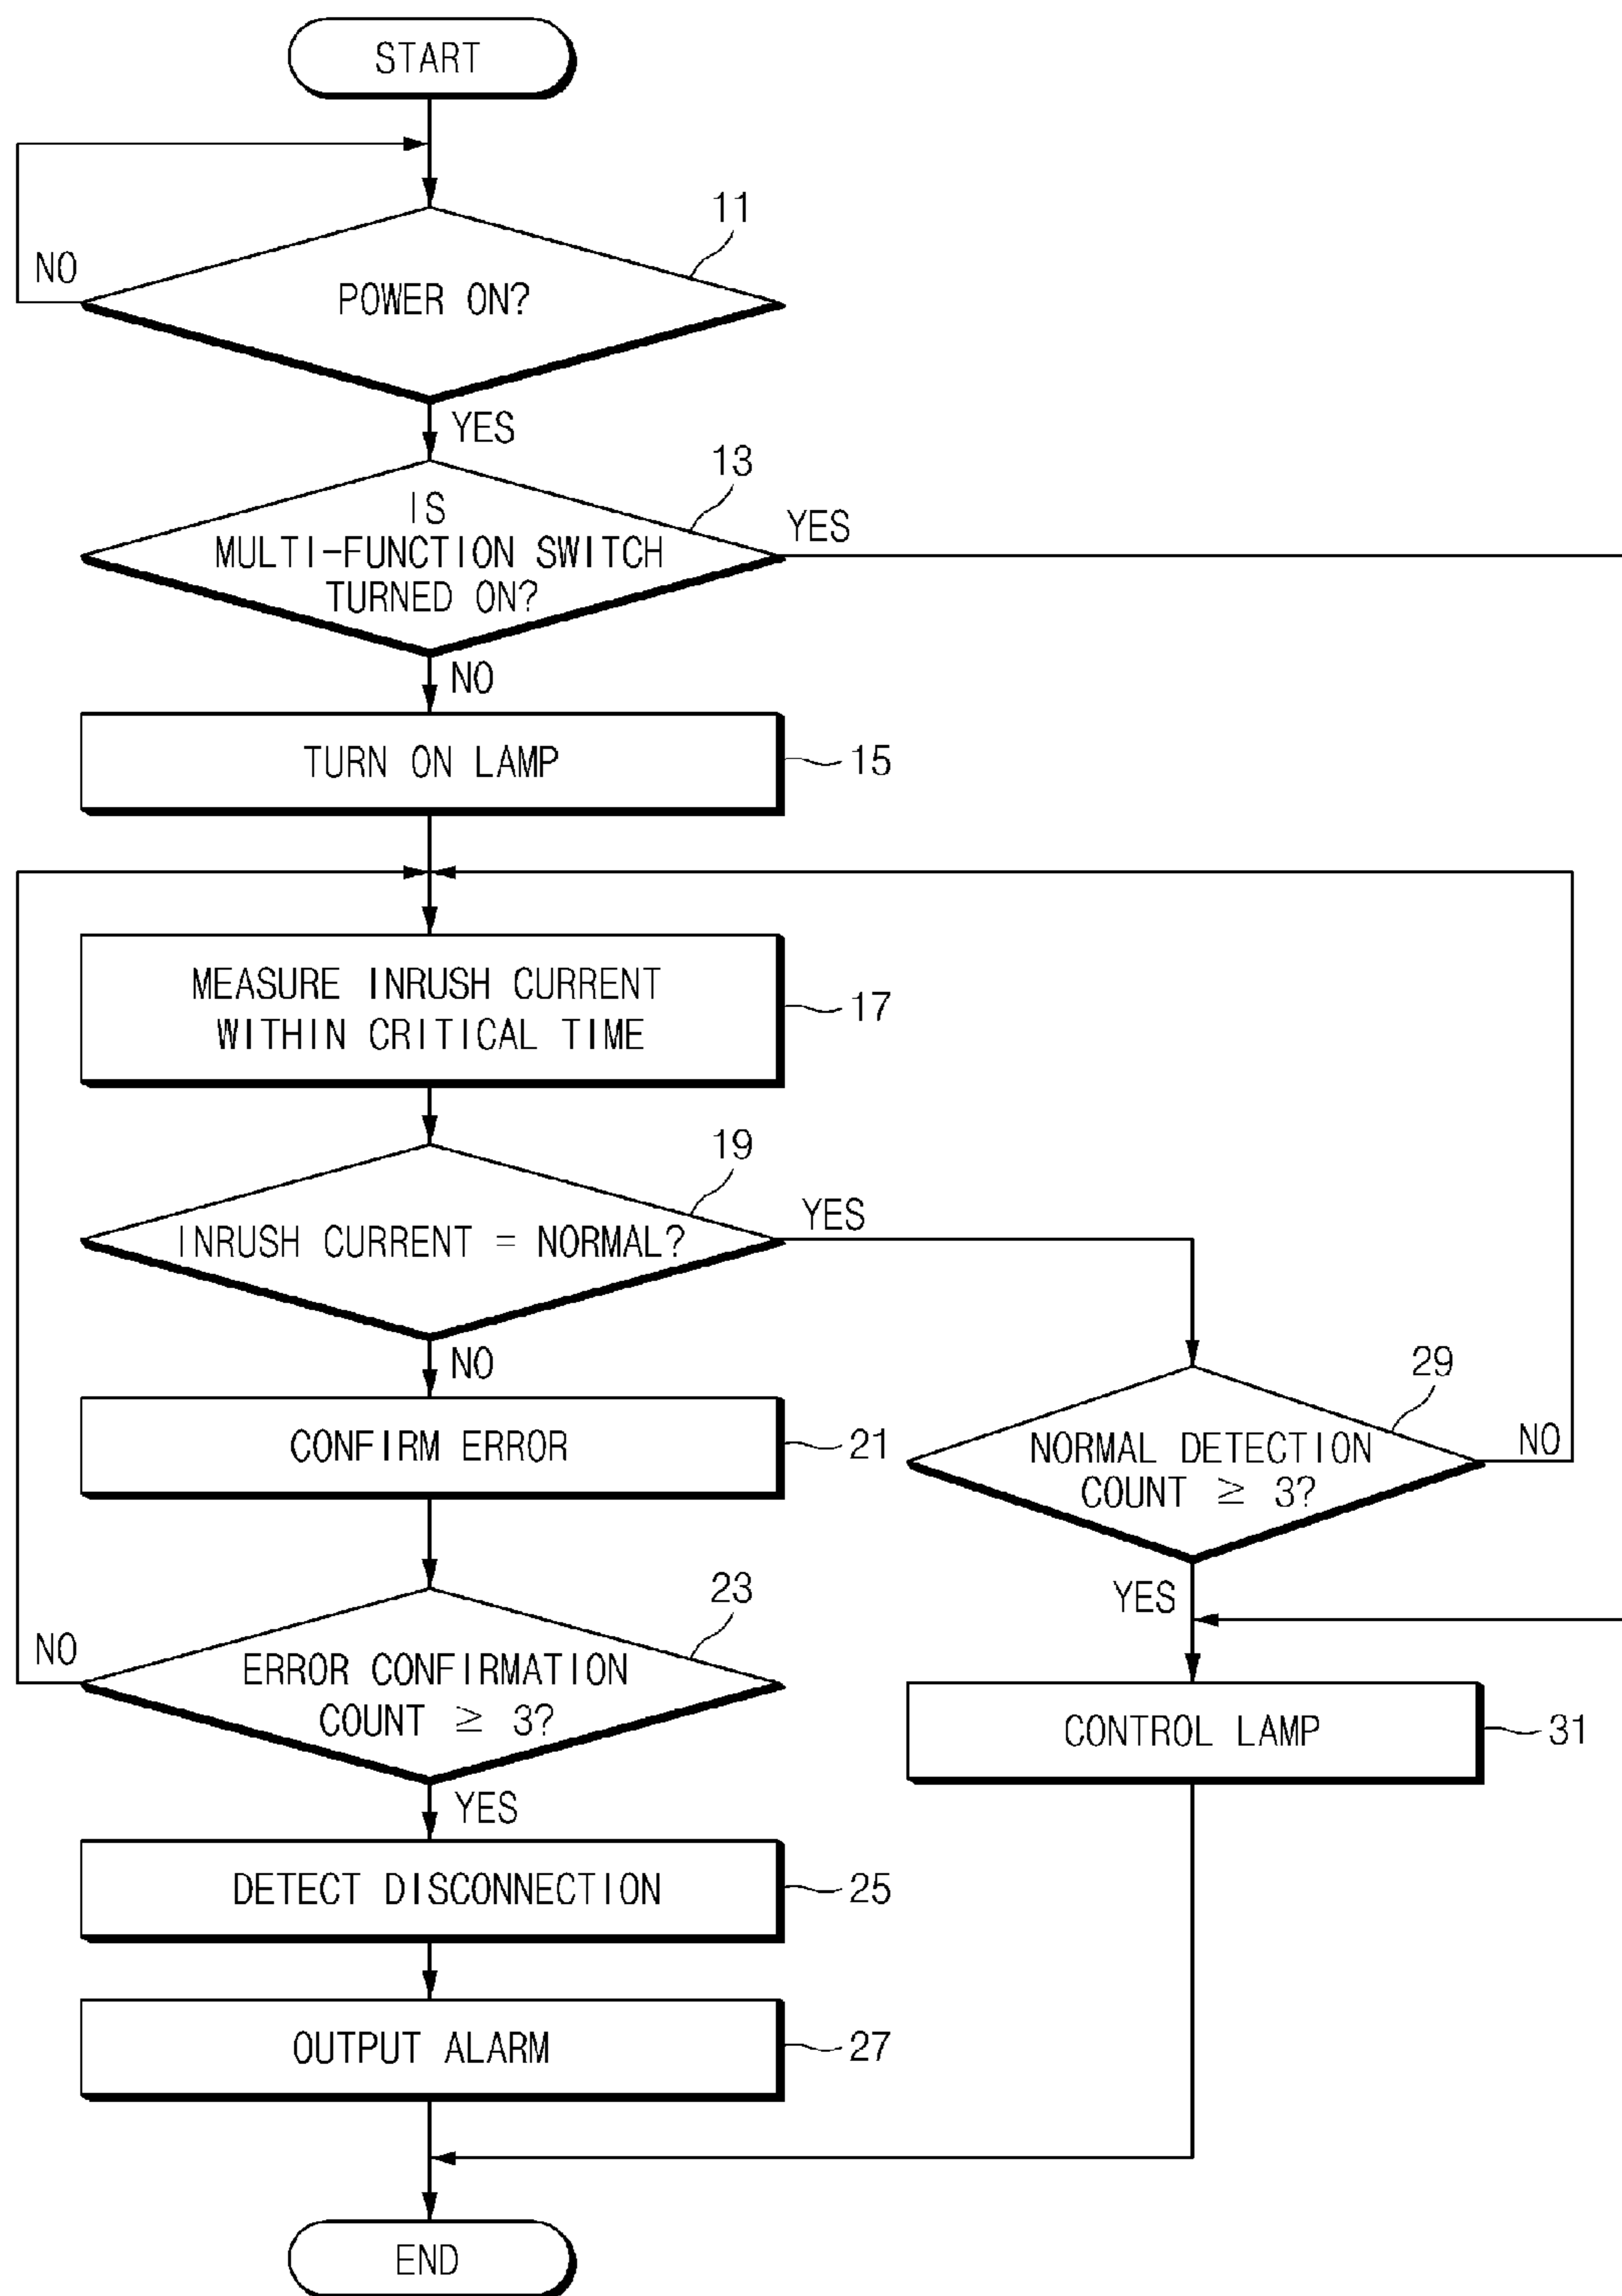 START
11
NO
POWER ON?
YES
13
IS
MULTI-FUNCTION SWITCH
TURNED ON?
YES
NO
TURN ON LAMP
15
MEASURE INRUSH CURRENT
WITHIN CRITICAL TIME
17
19
INRUSH CURRENT = NORMAL?
YES
NO
29
CONFIRM ERROR
21
NORMAL DETECTION
COUNT ≥ 3?
NO
YES
23
NO
ERROR CONFIRMATION
COUNT ≥ 3?
CONTROL LAMP
31
YES
DETECT DISCONNECTION
25
OUTPUT ALARM
27
END